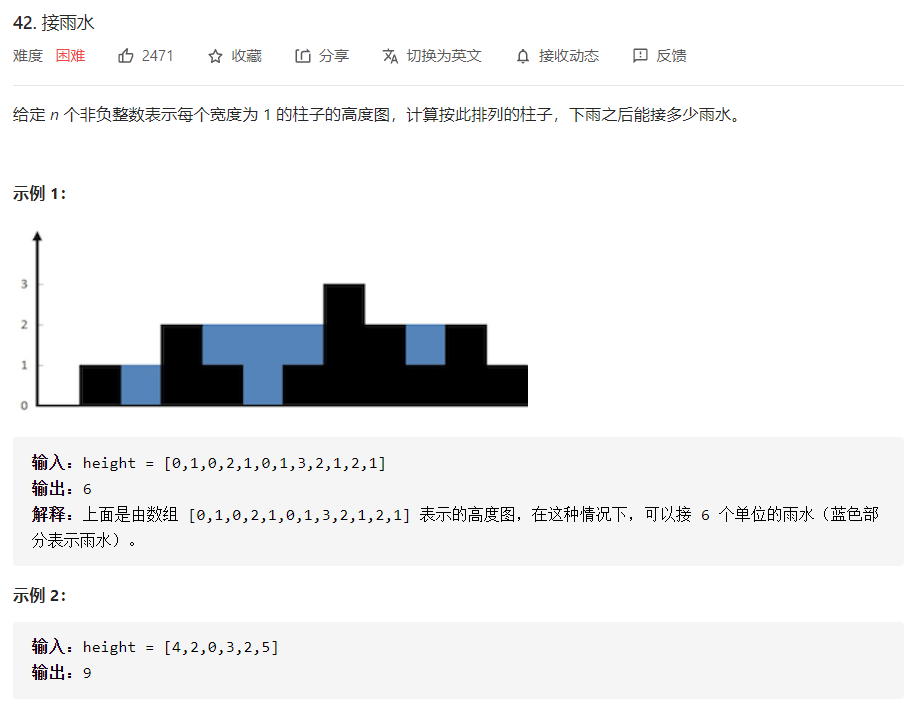 42. 接雨水
难度 困难 2471 收藏 分享 切换为英文 接收动态 反馈
给定 n 个非负整数表示每个宽度为 1 的柱子的高度图，计算按此排列的柱子，下雨之后能接多少雨水。
示例 1：
3
2
1
0
输入：height = [0,1,0,2,1,0,1,3,2,1,2,1]
输出：6
解释：上面是由数组 [0,1,0,2,1,0,1,3,2,1,2,1] 表示的高度图，在这种情况下，可以接 6 个单位的雨水（蓝色部
分表示雨水）。
示例 2：
输入：height = [4,2,0,3,2,5]
输出：9